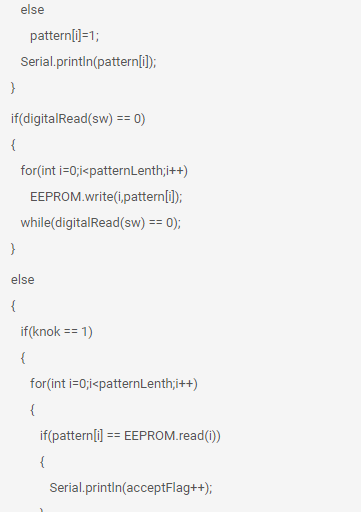 else
pattern[i]=1;
Serial.println(pattern[i]);
}
if(digitalRead(sw) == 0)
{
for(int i=0;i<patternLenth;i++)
EEPROM.write(i,pattern[i]);
while(digitalRead(sw) == 0);
}
else
{
if(knok == 1)
{
for(int i=0;i<patternLenth;i++)
{
if(pattern[i] == EEPROM.read(i))
{
Serial.println(acceptFlag++);
}